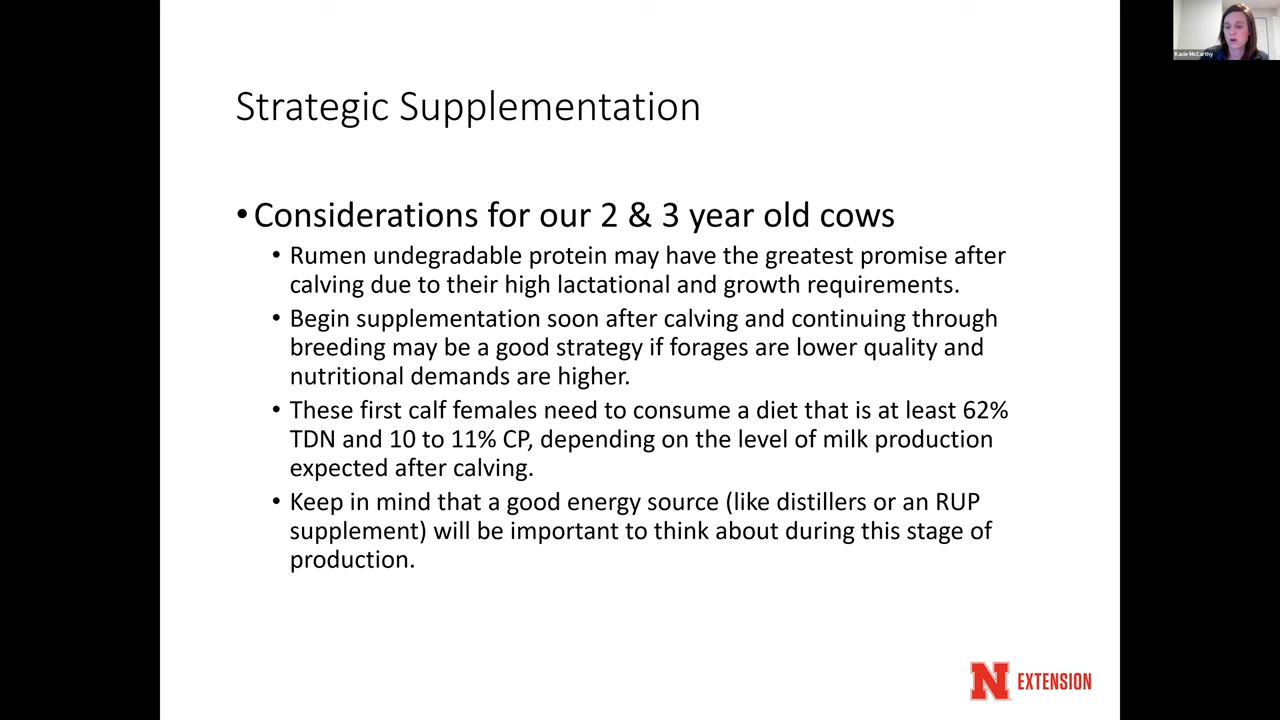 Kacie McCarthy
Strategic Supplementation
• Considerations for our 2 & 3 year old cows
• Rumen undegradable protein may have the greatest promise after
calving due to their high lactational and growth requirements.
• Begin supplementation soon after calving and continuing through
breeding may be a good strategy if forages are lower quality and
nutritional demands are higher.
• These first calf females need to consume a diet that is at least 62%
TDN and 10 to 11% CP, depending on the level of milk production
expected after calving.
• Keep in mind that a good energy source (like distillers or an RUP
supplement) will be important to think about during this stage of
production.
N EXTENSION